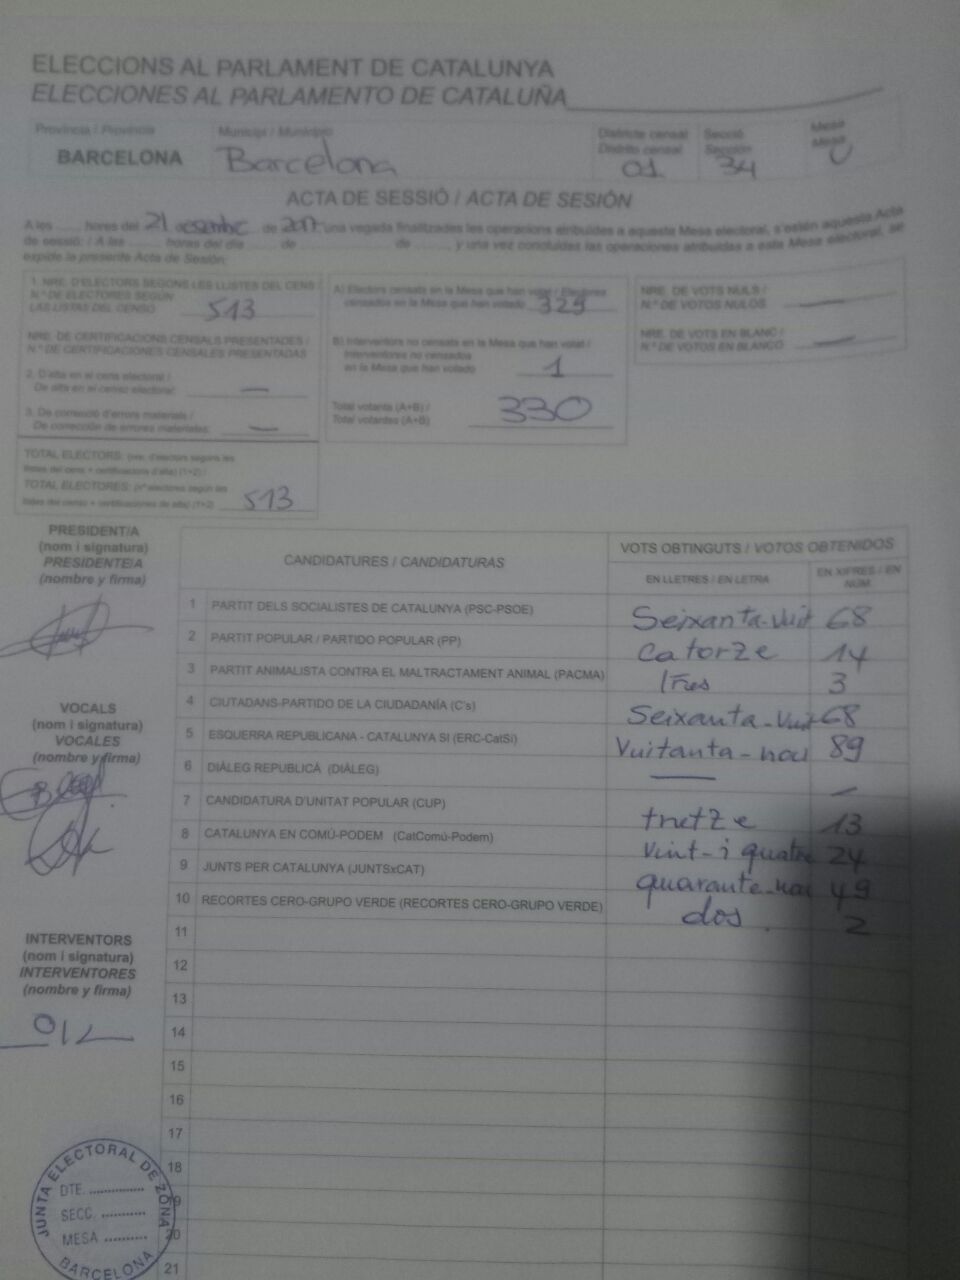 ELECCIONS AL PARLAMENT DE CATALUNYA
ELECCIONES AL PARLAMENTO DE CATALUÑA
Província / Provincia
Municipi / Municipio
Districte censal
Distrito censal
Secció
Sección
Mesa
Mesa
BARCELONA
Barcelona
01
34
U
ACTA DE SESSIÓ / ACTA DE SESIÓN
A les ..... hores del 21 desembre de 2017 una vegada finalitzades les operacions atribuïdes a aquesta Mesa electoral, s'estén aquesta Acta
de sessió: / A las ........ horas del día ..... de ............ de ........ y una vez concluidas las operaciones atribuidas a esta Mesa electoral, se
expide la presente Acta de Sesión:
1. NRE. D'ELECTORS SEGONS LES LLISTES DEL CENS
N.º DE ELECTORES SEGÚN
LAS LISTAS DEL CENSO 513
NRE. DE CERTIFICACIONS CENSALS PRESENTADES /
N.º DE CERTIFICACIONES CENSALES PRESENTADAS
2. D'alta en el cens electoral /
De alta en el censo electoral: —
3. De correcció d'errors materials /
De corrección de errores materiales: —
TOTAL ELECTORS: (nre. d'electors segons les
llistes del cens + certificacions d'alta) (1+2) /
TOTAL ELECTORES: (nº electores según las
listas del censo + certificaciones de alta) (1+2) 513
A) Electors censats en la Mesa que han votat / Electores
censados en la Mesa que han votado 329
B) Interventors no censats en la Mesa que han votat /
Interventores no censados
en la Mesa que han votado 1
Total votants (A+B) /
Total votantes (A+B) 330
NRE. DE VOTS NULS /
N.º DE VOTOS NULOS —
NRE. DE VOTS EN BLANC /
N.º DE VOTOS EN BLANCO —
PRESIDENT/A
(nom i signatura)
PRESIDENTE/A
(nombre y firma)
VOCALS
(nom i signatura)
VOCALES
(nombre y firma)
INTERVENTORS
(nom i signatura)
INTERVENTORES
(nombre y firma)
CANDIDATURES / CANDIDATURAS
VOTS OBTINGUTS / VOTOS OBTENIDOS
EN LLETRES / EN LETRA
EN XIFRES / EN NÚM.
1 PARTIT DELS SOCIALISTES DE CATALUNYA (PSC-PSOE) Seixanta-vuit 68
2 PARTIT POPULAR / PARTIDO POPULAR (PP) Catorze 14
3 PARTIT ANIMALISTA CONTRA EL MALTRACTAMENT ANIMAL (PACMA) Tres 3
4 CIUTADANS-PARTIDO DE LA CIUDADANÍA (C's) Seixanta-vuit 68
5 ESQUERRA REPUBLICANA - CATALUNYA SI (ERC-CatSí) Vuitanta-nou 89
6 DIÀLEG REPUBLICÀ (DIÀLEG) — —
7 CANDIDATURA D'UNITAT POPULAR (CUP) tretze 13
8 CATALUNYA EN COMÚ-PODEM (CatComú-Podem) vint-i quatre 24
9 JUNTS PER CATALUNYA (JUNTSxCAT) quaranta-nou 49
10 RECORTES CERO-GRUPO VERDE (RECORTES CERO-GRUPO VERDE) dos. 2
11
12
13
14
15
16
17
18
19
20
21
JUNTA ELECTORAL DE ZONA
DTE. ...............
SECC. ............
MESA ...........
BARCELONA